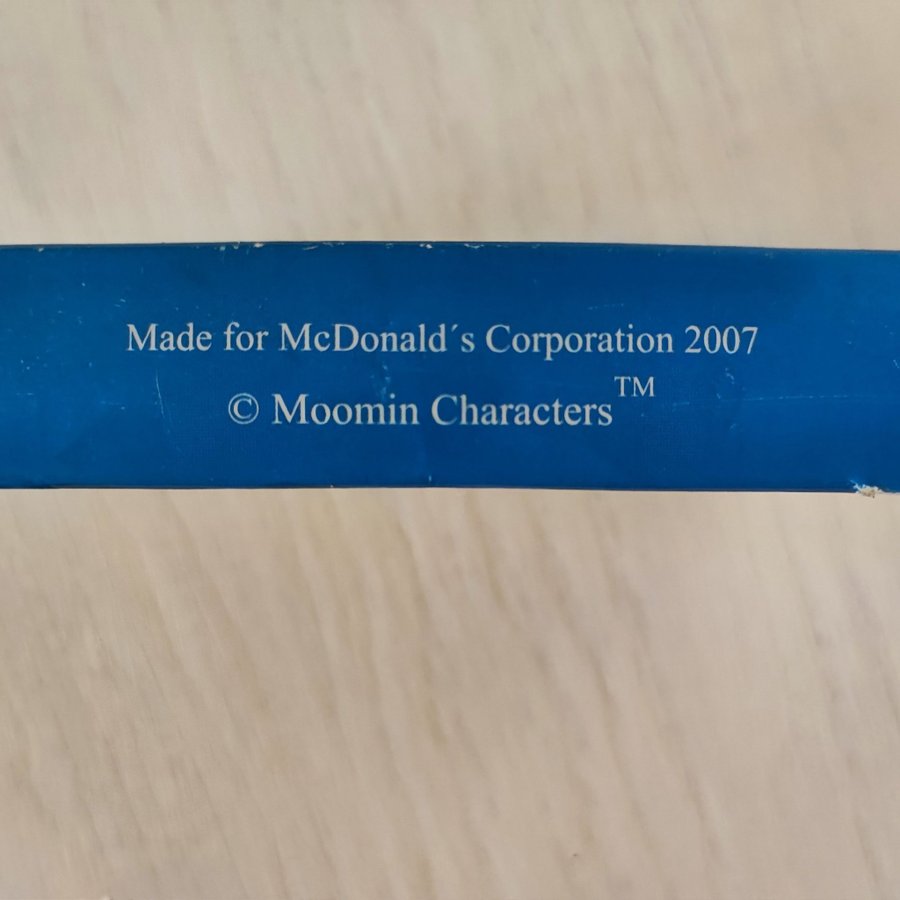 Made for McDonald´s Corporation 2007
© Moomin Characters™